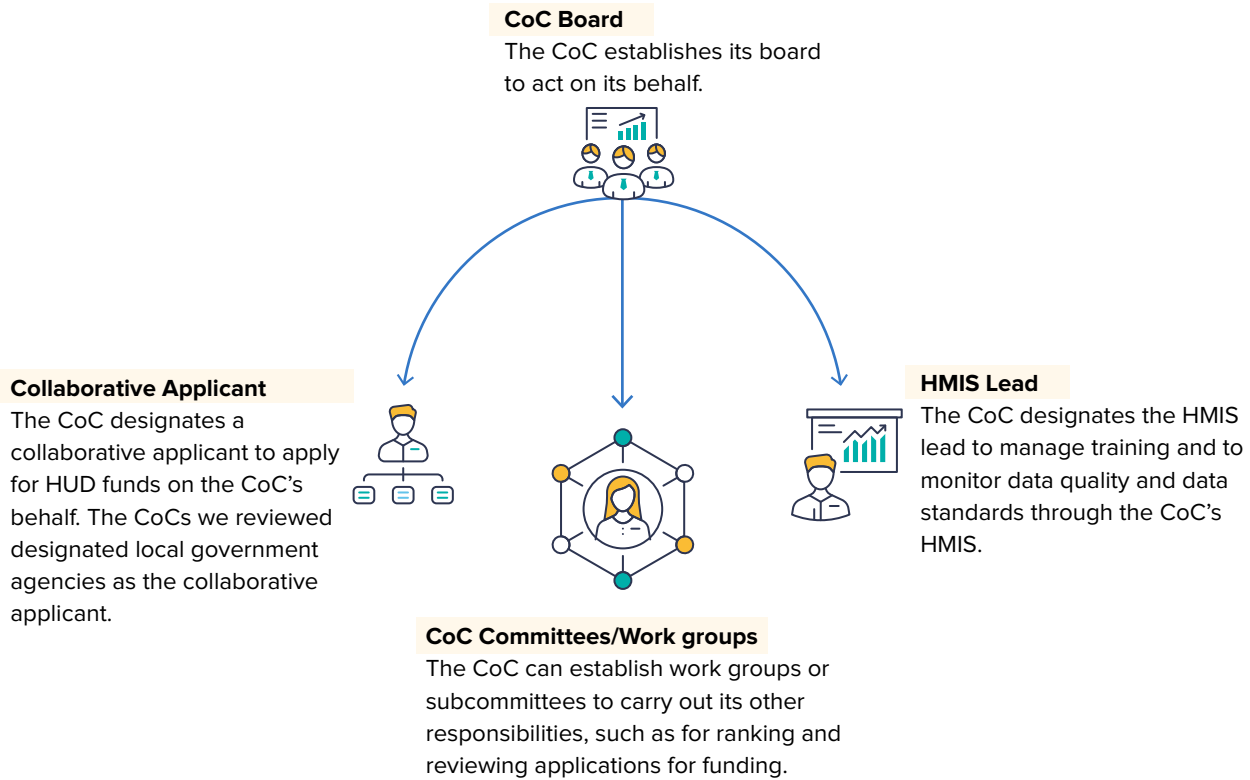 CoC Board
The CoC establishes its board
to act on its behalf.
Collaborative Applicant
The CoC designates a
collaborative applicant to apply
for HUD funds on the CoC’s
behalf. The CoCs we reviewed
designated local government
agencies as the collaborative
applicant.
HMIS Lead
The CoC designates the HMIS
lead to manage training and to
monitor data quality and data
standards through the CoC’s
HMIS.
CoC Committees/Work groups
The CoC can establish work groups or
subcommittees to carry out its other
responsibilities, such as for ranking and
reviewing applications for funding.